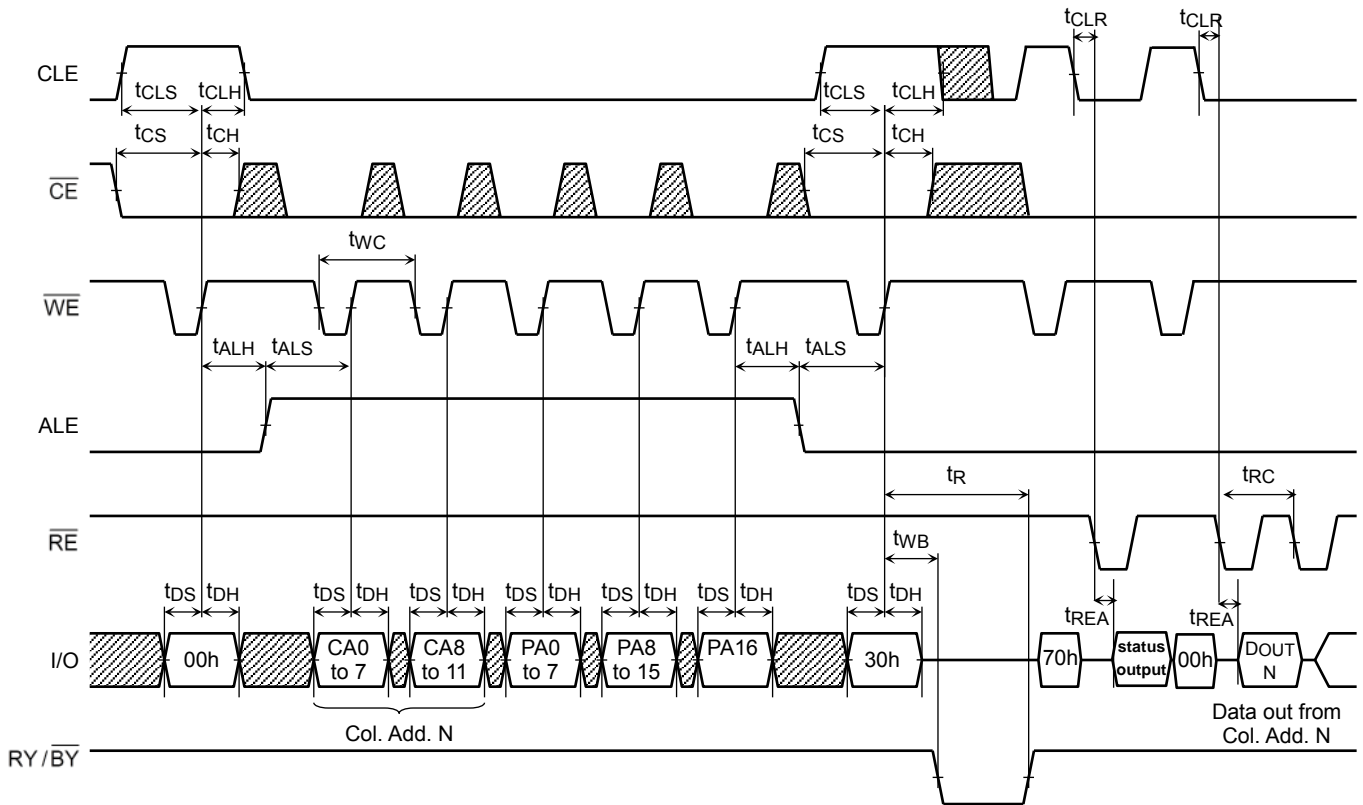 tCLR tCLR
CLE
tCLS tCLH tCLS tCLH
tCS tCH tCS tCH
CE
tWC
WE
tALH tALS tALH tALS
ALE
tR tRC
RE
tWB
tDS tDH tDS tDH tDS tDH tDS tDH tDS tDH tDS tDH tDS tDH
tREA tREA
I/O 00h CA0 to 7 CA8 to 11 PA0 to 7 PA8 to 15 PA16 30h 70h status output 00h DOUT N
Col. Add. N
Data out from
Col. Add. N
RY/BY